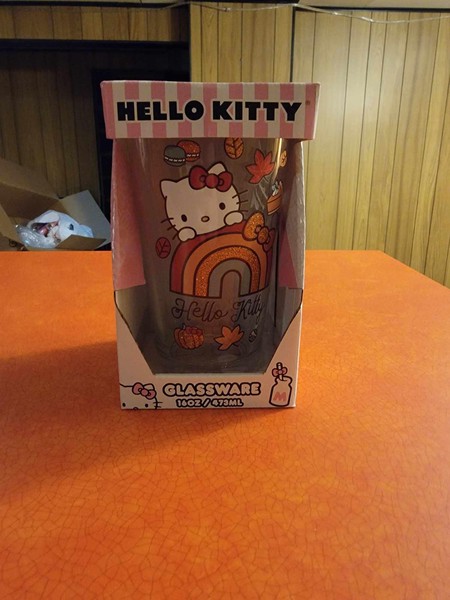 HELLO KITTY
Hello Kitty
GLASSWARE
16OZ / 473ML
M